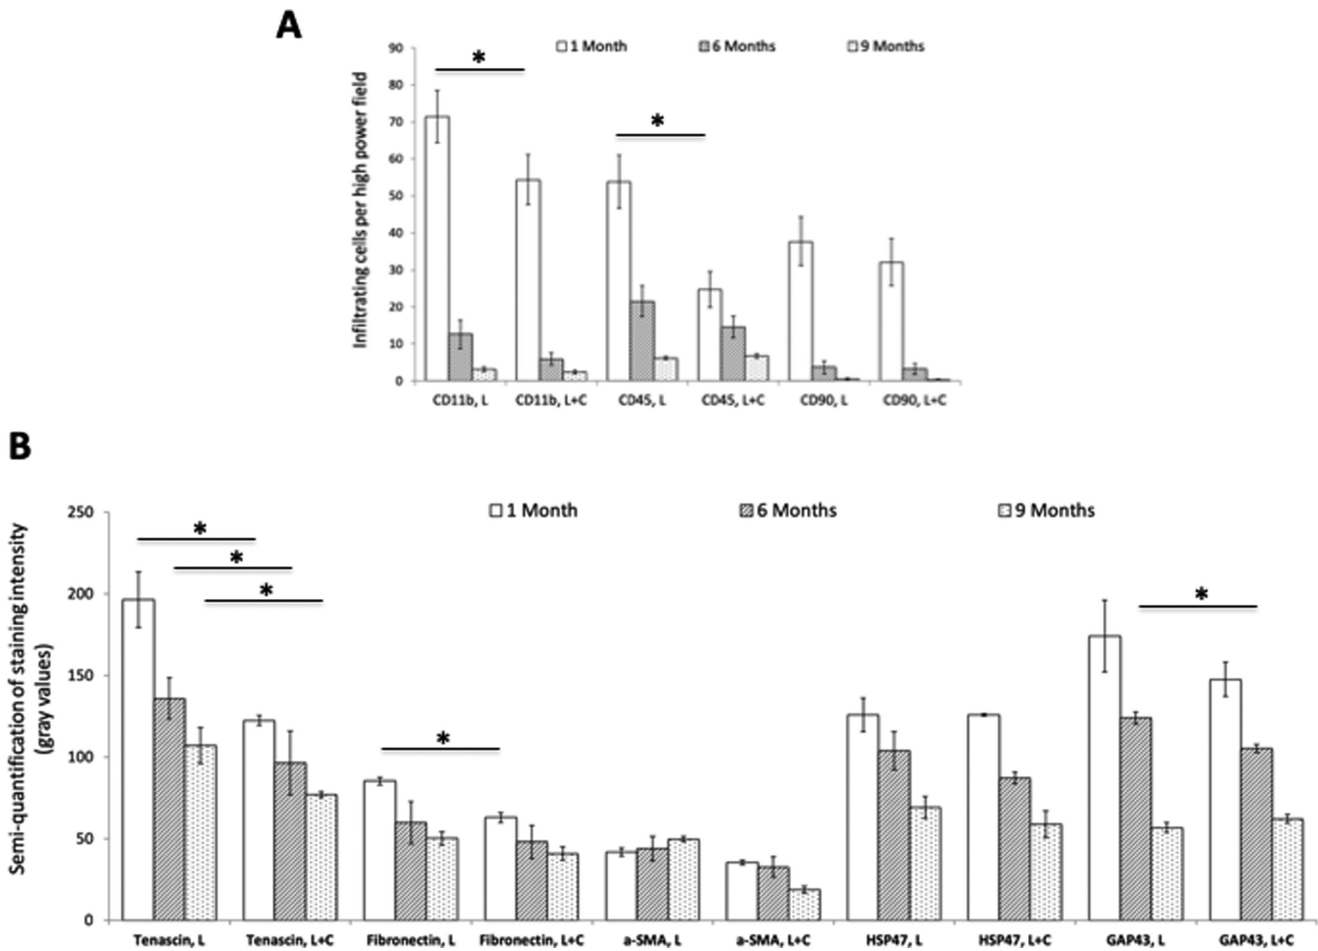 A
1 Month 6 Months 9 Months
Infiltrating cells per high power field
90
80
70
60
50
40
30
20
10
0
*
*
CD11b, L CD11b, L+C CD45, L CD45, L+C CD90, L CD90, L+C
B
1 Month 6 Months 9 Months
Semi-quantification of staining intensity
(gray values)
250
200
150
100
50
0
*
*
*
*
*
Tenascin, L Tenascin, L+C Fibronectin, L Fibronectin, L+C a-SMA, L a-SMA, L+C HSP47, L HSP47, L+C GAP43, L GAP43, L+C